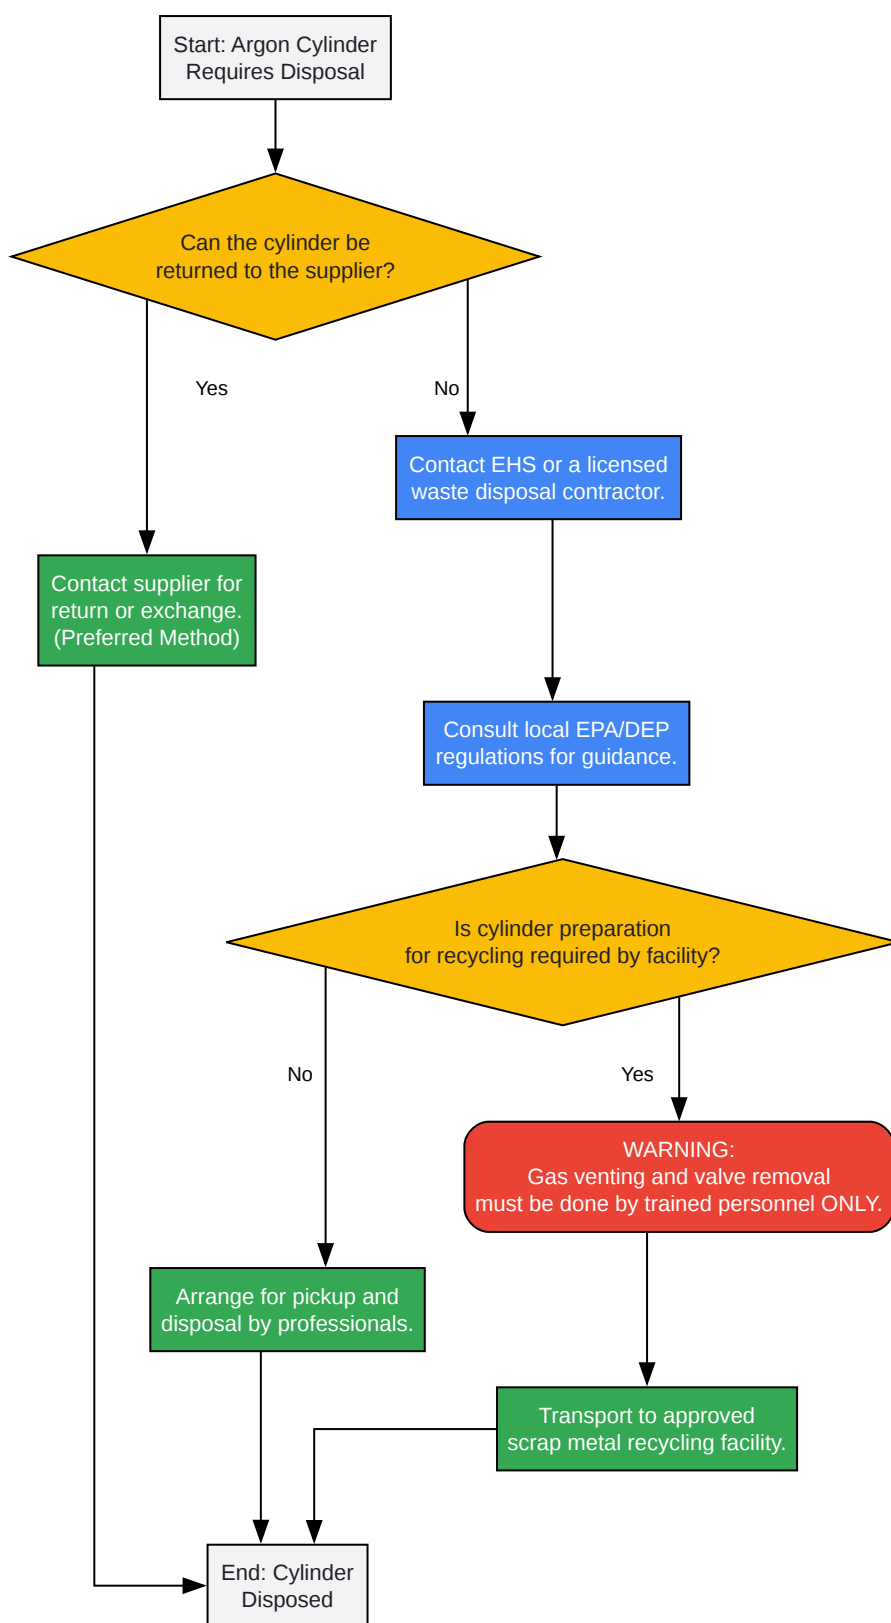 Start: Argon Cylinder
Requires Disposal
Can the cylinder be
returned to the supplier?
Yes
No
Contact EHS or a licensed
waste disposal contractor.
Contact supplier for
return or exchange.
(Preferred Method)
Consult local EPA/DEP
regulations for guidance.
Is cylinder preparation
for recycling required by facility?
No
Yes
WARNING:
Gas venting and valve removal
must be done by trained personnel ONLY.
Arrange for pickup and
disposal by professionals.
Transport to approved
scrap metal recycling facility.
End: Cylinder
Disposed